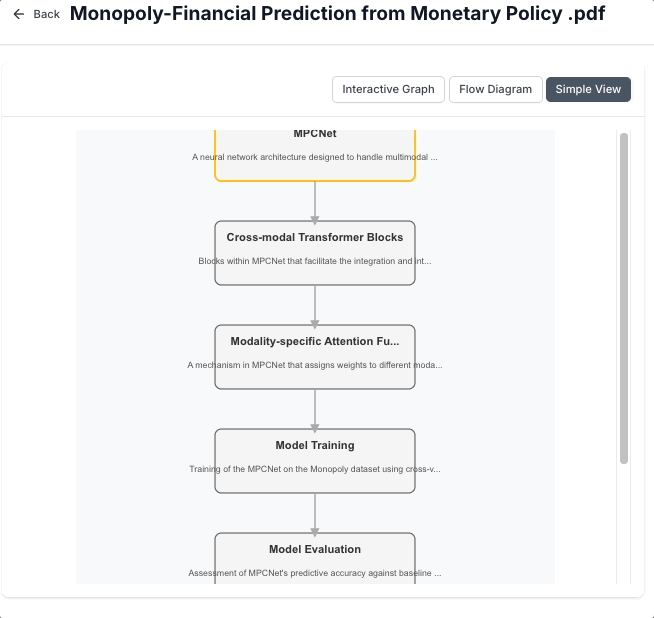 Back Monopoly-Financial Prediction from Monetary Policy .pdf
Interactive Graph Flow Diagram Simple View
MPCNet
A neural network architecture designed to handle multimodal ...
Cross-modal Transformer Blocks
Blocks within MPCNet that facilitate the integration and int...
Modality-specific Attention Fu...
A mechanism in MPCNet that assigns weights to different moda...
Model Training
Training of the MPCNet on the Monopoly dataset using cross-v...
Model Evaluation
Assessment of MPCNet's predictive accuracy against baseline ...